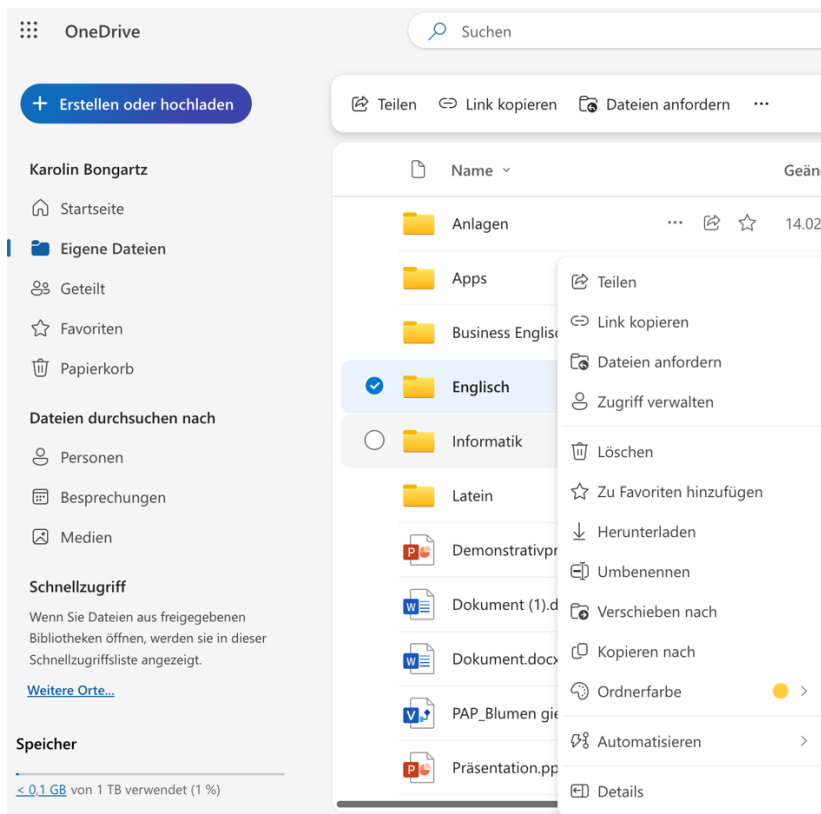 OneDrive
Suchen
Erstellen oder hochladen
Teilen
Link kopieren
Dateien anfordern
Karolin Bongartz
Startseite
Eigene Dateien
Geteilt
Favoriten
Papierkorb
Dateien durchsuchen nach
Personen
Besprechungen
Medien
Schnellzugriff
Wenn Sie Dateien aus freigegebenen
Bibliotheken öffnen, werden sie in dieser
Schnellzugriffsliste angezeigt.
Weitere Orte...
Speicher
< 0,1 GB von 1 TB verwendet (1 %)
Name
Geän
Anlagen
14.02
Apps
Business Englisc
Englisch
Informatik
Latein
Demonstrativpr
Dokument (1).d
Dokument.docx
PAP_Blumen gie
Präsentation.pp
Teilen
Link kopieren
Dateien anfordern
Zugriff verwalten
Löschen
Zu Favoriten hinzufügen
Herunterladen
Umbenennen
Verschieben nach
Kopieren nach
Ordnerfarbe
Automatisieren
Details